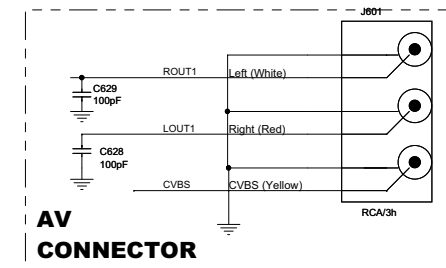 J601
ROUT1 Left (White)
C629
100pF
LOUT1 Right (Red)
C628
100pF
CVBS CVBS (Yellow)
RCA/3h
AV
CONNECTOR